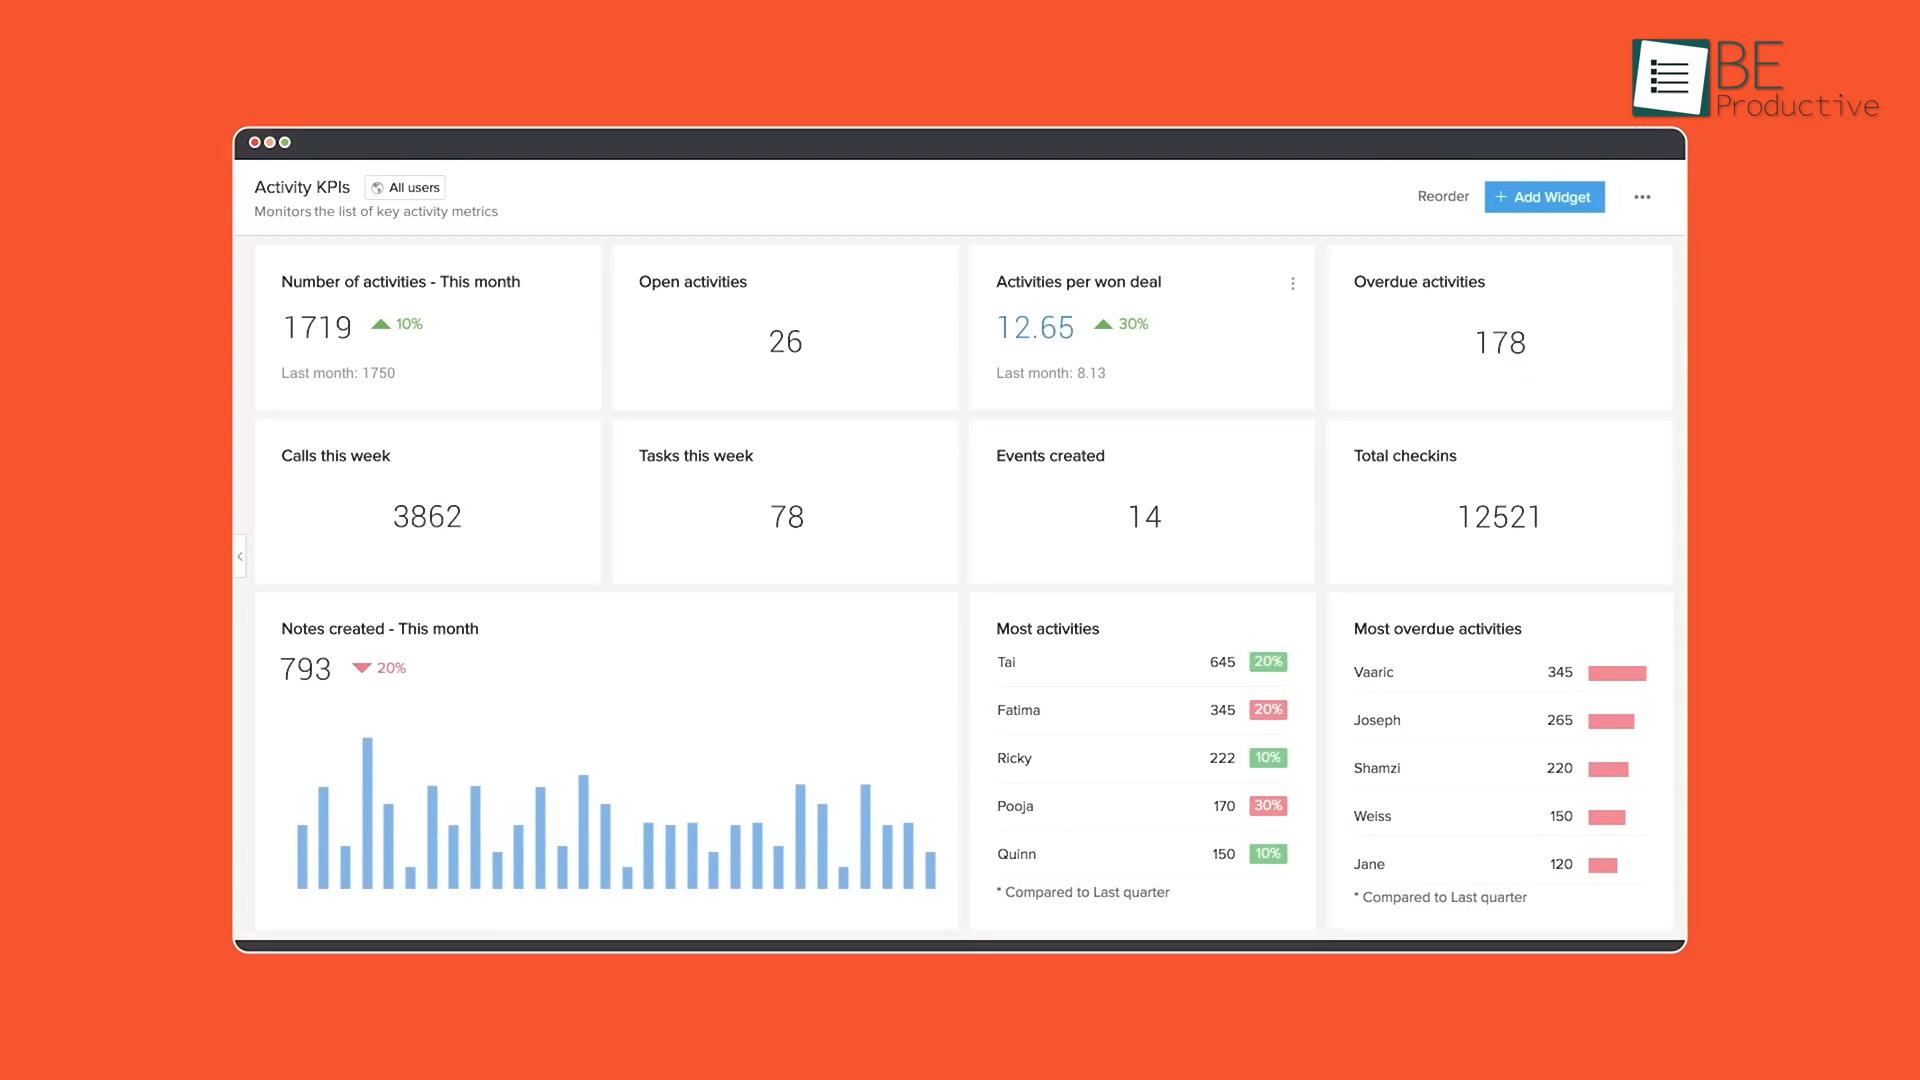 BE
Productive
Activity KPIs All users
Monitors the list of key activity metrics
Reorder + Add Widget
Number of activities - This month
1719 10%
Last month: 1750
Open activities
26
Activities per won deal
12.65 30%
Last month: 8.13
Overdue activities
178
Calls this week
3862
Tasks this week
78
Events created
14
Total checkins
12521
Notes created - This month
793 20%
Most activities
Tai 645 20%
Fatima 345 20%
Ricky 222 10%
Pooja 170 30%
Quinn 150 10%
* Compared to Last quarter
Most overdue activities
Vaaric 345
Joseph 265
Shamzi 220
Weiss 150
Jane 120
* Compared to Last quarter